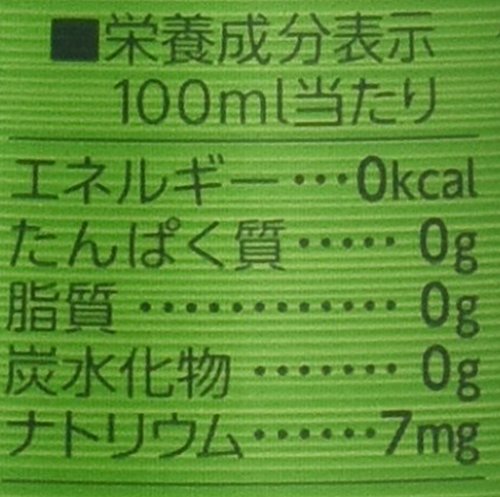 ■栄養成分表示
100ml当たり
エネルギー…0kcal
たんぱく質‥‥‥0g
脂質…………0g
炭水化物………0g
ナトリウム……7mg